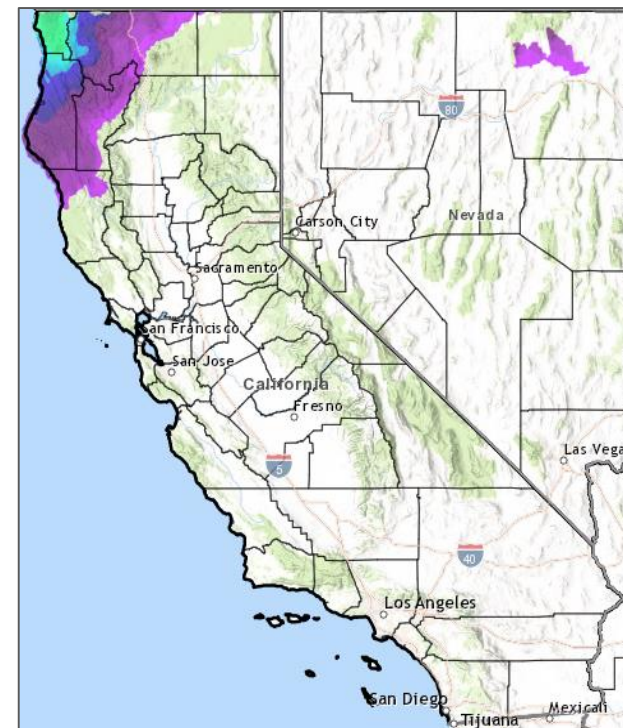 80
Carson City
Nevada
Sacramento
San Francisco
San Jose
California
Fresno
5
Las Vega
40
Los Angeles
San Diego
Mexicali
Tijuana